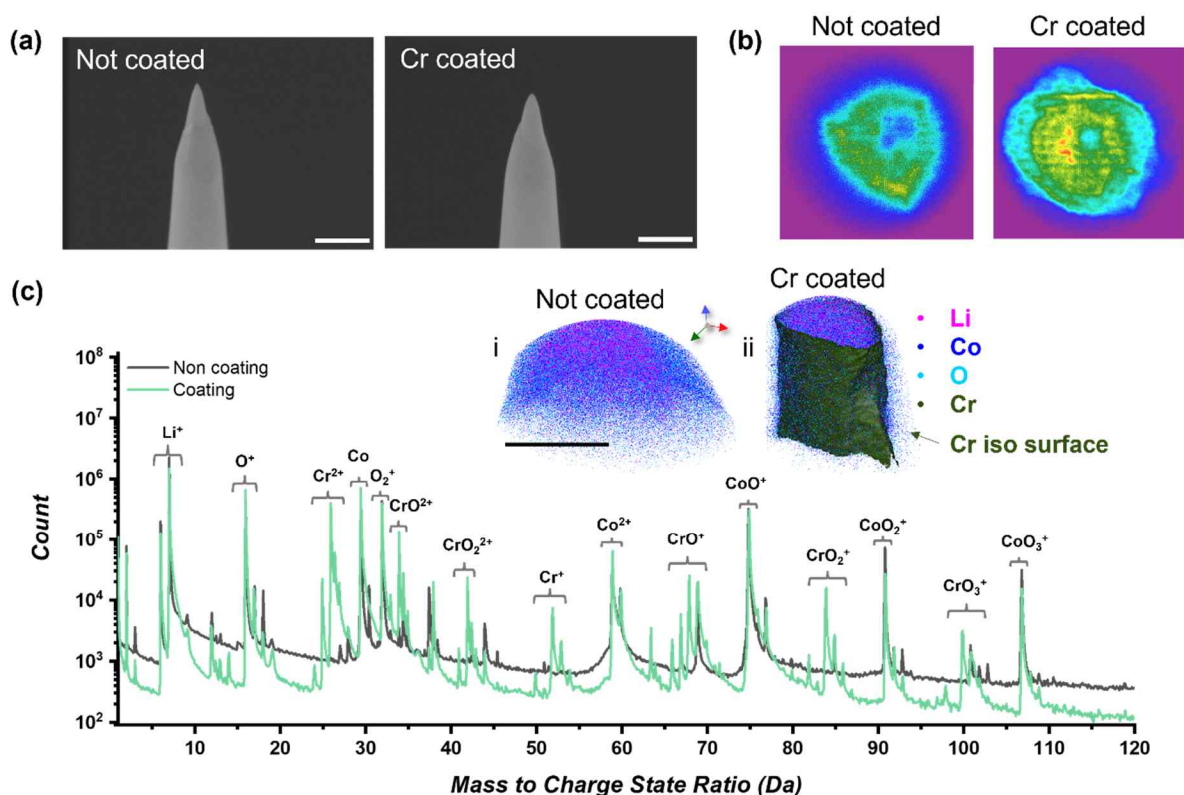 (a)
Not coated
Cr coated
(b)
Not coated
Cr coated
(c)
Not coated
Cr coated
i
ii
• Li
• Co
• O
• Cr
Cr iso surface
Non coating
Coating
Li⁺
O⁺
Cr²⁺
Co
O₂⁺
CrO²⁺
CrO₂²⁺
Cr⁺
Co²⁺
CrO⁺
CoO⁺
CrO₂⁺
CoO₂⁺
CrO₃⁺
CoO₃⁺
10⁸
10⁷
10⁶
10⁵
10⁴
10³
10²
Count
10 20 30 40 50 60 70 80 90 100 110 120
Mass to Charge State Ratio (Da)